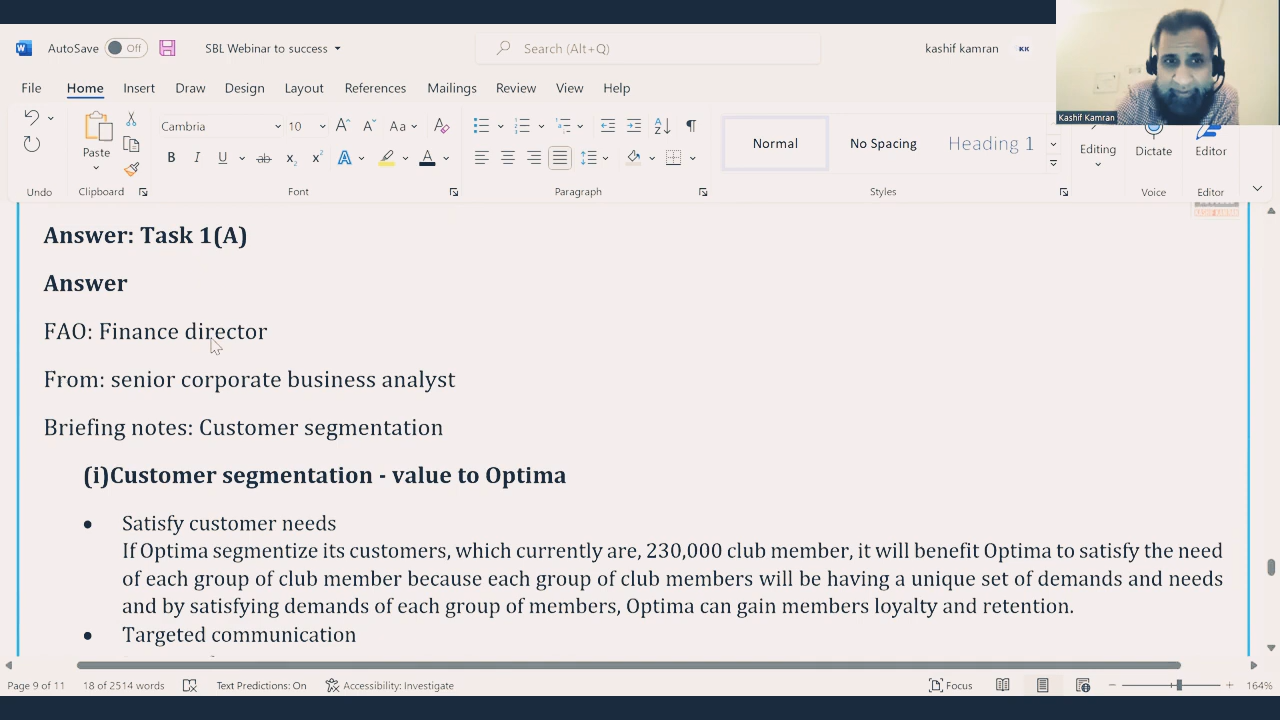 AutoSave Off SBL Webinar to success Search (Alt+Q) kashif kamran KK
Kashif Kamran
File Home Insert Draw Design Layout References Mailings Review View Help
Paste
Cambria 10
Normal No Spacing Heading 1
Editing Dictate Editor
Undo Clipboard Font Paragraph Styles Voice Editor
Answer: Task 1(A)
Answer
FAO: Finance director
From: senior corporate business analyst
Briefing notes: Customer segmentation
(i)Customer segmentation - value to Optima
• Satisfy customer needs
If Optima segmentize its customers, which currently are, 230,000 club member, it will benefit Optima to satisfy the need
of each group of club member because each group of club members will be having a unique set of demands and needs
and by satisfying demands of each group of members, Optima can gain members loyalty and retention.
• Targeted communication
Page 9 of 11 18 of 2514 words Text Predictions: On Accessibility: Investigate Focus 164%